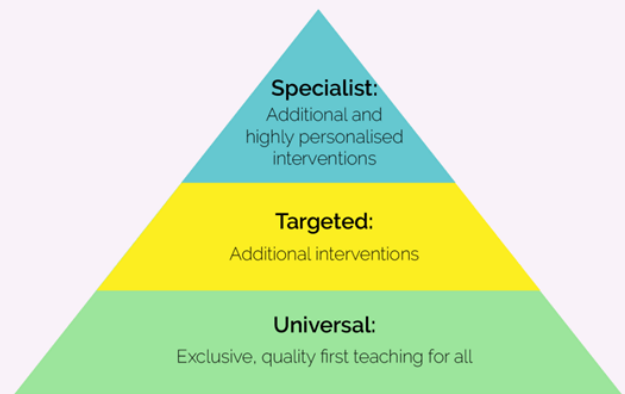 Specialist:
Additional and
highly personalised
interventions
Targeted:
Additional interventions
Universal:
Exclusive, quality first teaching for all